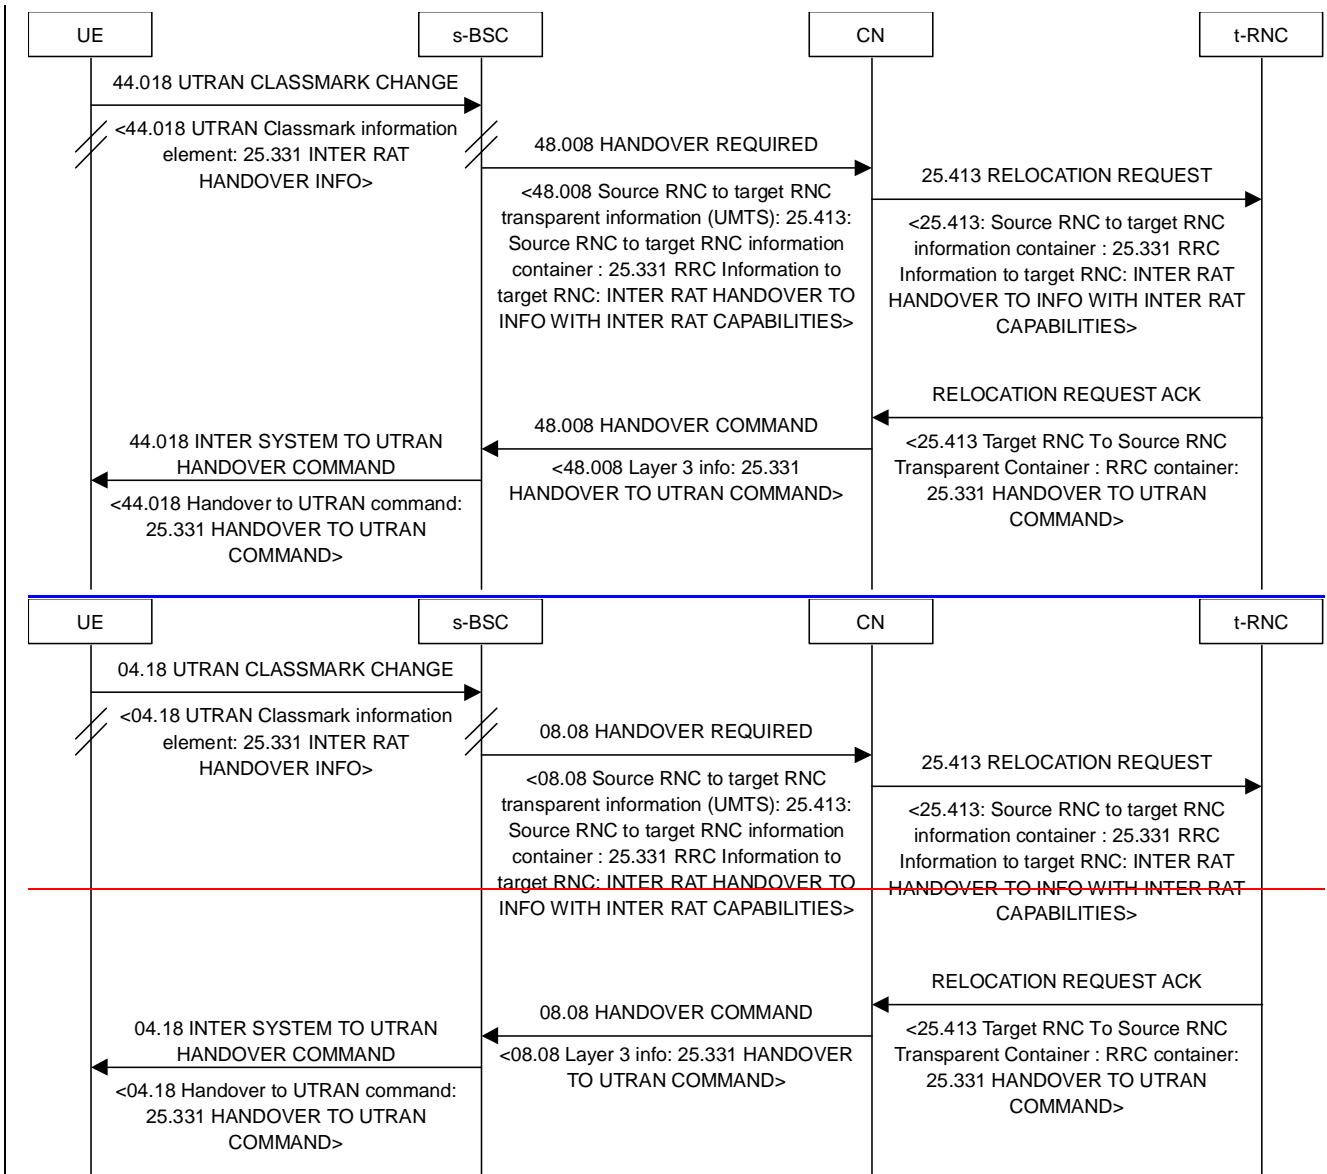 UE s-BSC CN t-RNC
44.018 UTRAN CLASSMARK CHANGE
<44.018 UTRAN Classmark information
element: 25.331 INTER RAT
HANDOVER INFO>
48.008 HANDOVER REQUIRED
<48.008 Source RNC to target RNC
transparent information (UMTS): 25.413:
Source RNC to target RNC information
container : 25.331 RRC Information to
target RNC: INTER RAT HANDOVER TO
INFO WITH INTER RAT CAPABILITIES>
25.413 RELOCATION REQUEST
<25.413: Source RNC to target RNC
information container : 25.331 RRC
Information to target RNC: INTER RAT
HANDOVER TO INFO WITH INTER RAT
CAPABILITIES>
RELOCATION REQUEST ACK
<25.413 Target RNC To Source RNC
Transparent Container : RRC container:
25.331 HANDOVER TO UTRAN
COMMAND>
48.008 HANDOVER COMMAND
<48.008 Layer 3 info: 25.331
HANDOVER TO UTRAN COMMAND>
44.018 INTER SYSTEM TO UTRAN
HANDOVER COMMAND
<44.018 Handover to UTRAN command:
25.331 HANDOVER TO UTRAN
COMMAND>
UE s-BSC CN t-RNC
04.18 UTRAN CLASSMARK CHANGE
<04.18 UTRAN Classmark information
element: 25.331 INTER RAT
HANDOVER INFO>
08.08 HANDOVER REQUIRED
<08.08 Source RNC to target RNC
transparent information (UMTS): 25.413:
Source RNC to target RNC information
container : 25.331 RRC Information to
target RNC: INTER RAT HANDOVER TO
INFO WITH INTER RAT CAPABILITIES>
25.413 RELOCATION REQUEST
<25.413: Source RNC to target RNC
information container : 25.331 RRC
Information to target RNC: INTER RAT
HANDOVER TO INFO WITH INTER RAT
CAPABILITIES>
RELOCATION REQUEST ACK
<25.413 Target RNC To Source RNC
Transparent Container : RRC container:
25.331 HANDOVER TO UTRAN
COMMAND>
08.08 HANDOVER COMMAND
<08.08 Layer 3 info: 25.331 HANDOVER
TO UTRAN COMMAND>
04.18 INTER SYSTEM TO UTRAN
HANDOVER COMMAND
<04.18 Handover to UTRAN command:
25.331 HANDOVER TO UTRAN
COMMAND>